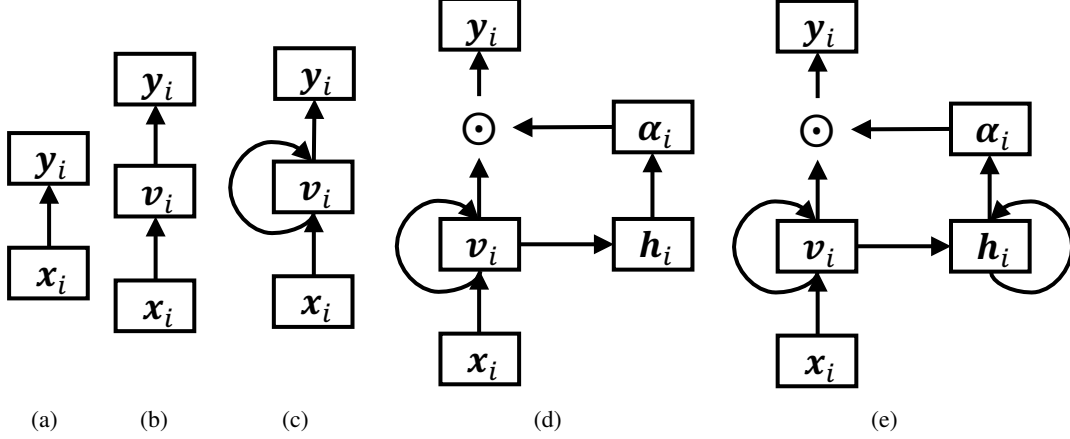 y_i
x_i
(a)
y_i
v_i
x_i
(b)
y_i
v_i
x_i
(c)
y_i
⊙
α_i
v_i
h_i
x_i
(d)
y_i
⊙
α_i
v_i
h_i
x_i
(e)